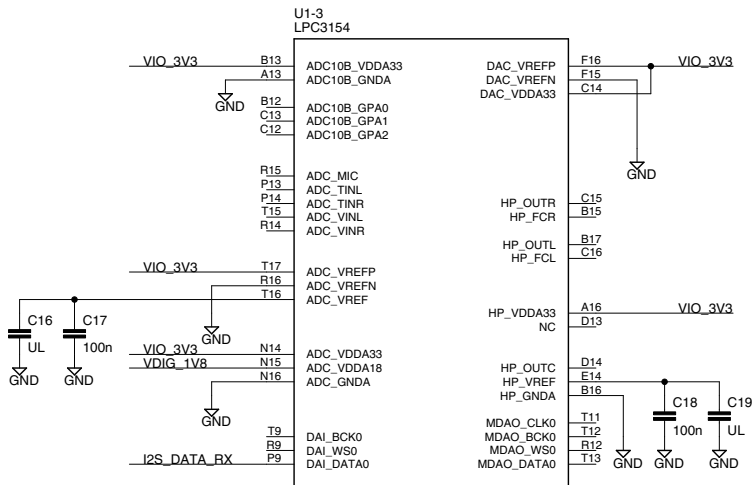 U1-3
LPC3154
VIO_3V3 B13 ADC10B_VDDA33 DAC_VREFP F16 VIO_3V3
A13 ADC10B_GNDA DAC_VREFN F15
DAC_VDDA33 C14
GND
B12 ADC10B_GPA0
C13 ADC10B_GPA1
C12 ADC10B_GPA2
GND
R15 ADC_MIC
P13 ADC_TINL
P14 ADC_TINR HP_OUTR C15
T15 ADC_VINL HP_FCR B15
R14 ADC_VINR
HP_OUTL B17
HP_FCL C16
VIO_3V3 T17 ADC_VREFP
R16 ADC_VREFN
T16 ADC_VREF
HP_VDDA33 A16 VIO_3V3
C16 C17 NC D13
UL 100n
GND
VIO_3V3 N14 ADC_VDDA33
VDIG_1V8 N15 ADC_VDDA18 HP_OUTC D14
GND GND N16 ADC_GNDA HP_VREF E14
HP_GNDA B16
C18 C19
GND MDAO_CLK0 T11 100n UL
T9 DAI_BCK0 MDAO_BCK0 T12
R9 DAI_WS0 MDAO_WS0 R12
I2S_DATA_RX P9 DAI_DATA0 MDAO_DATA0 T13 GND GND GND